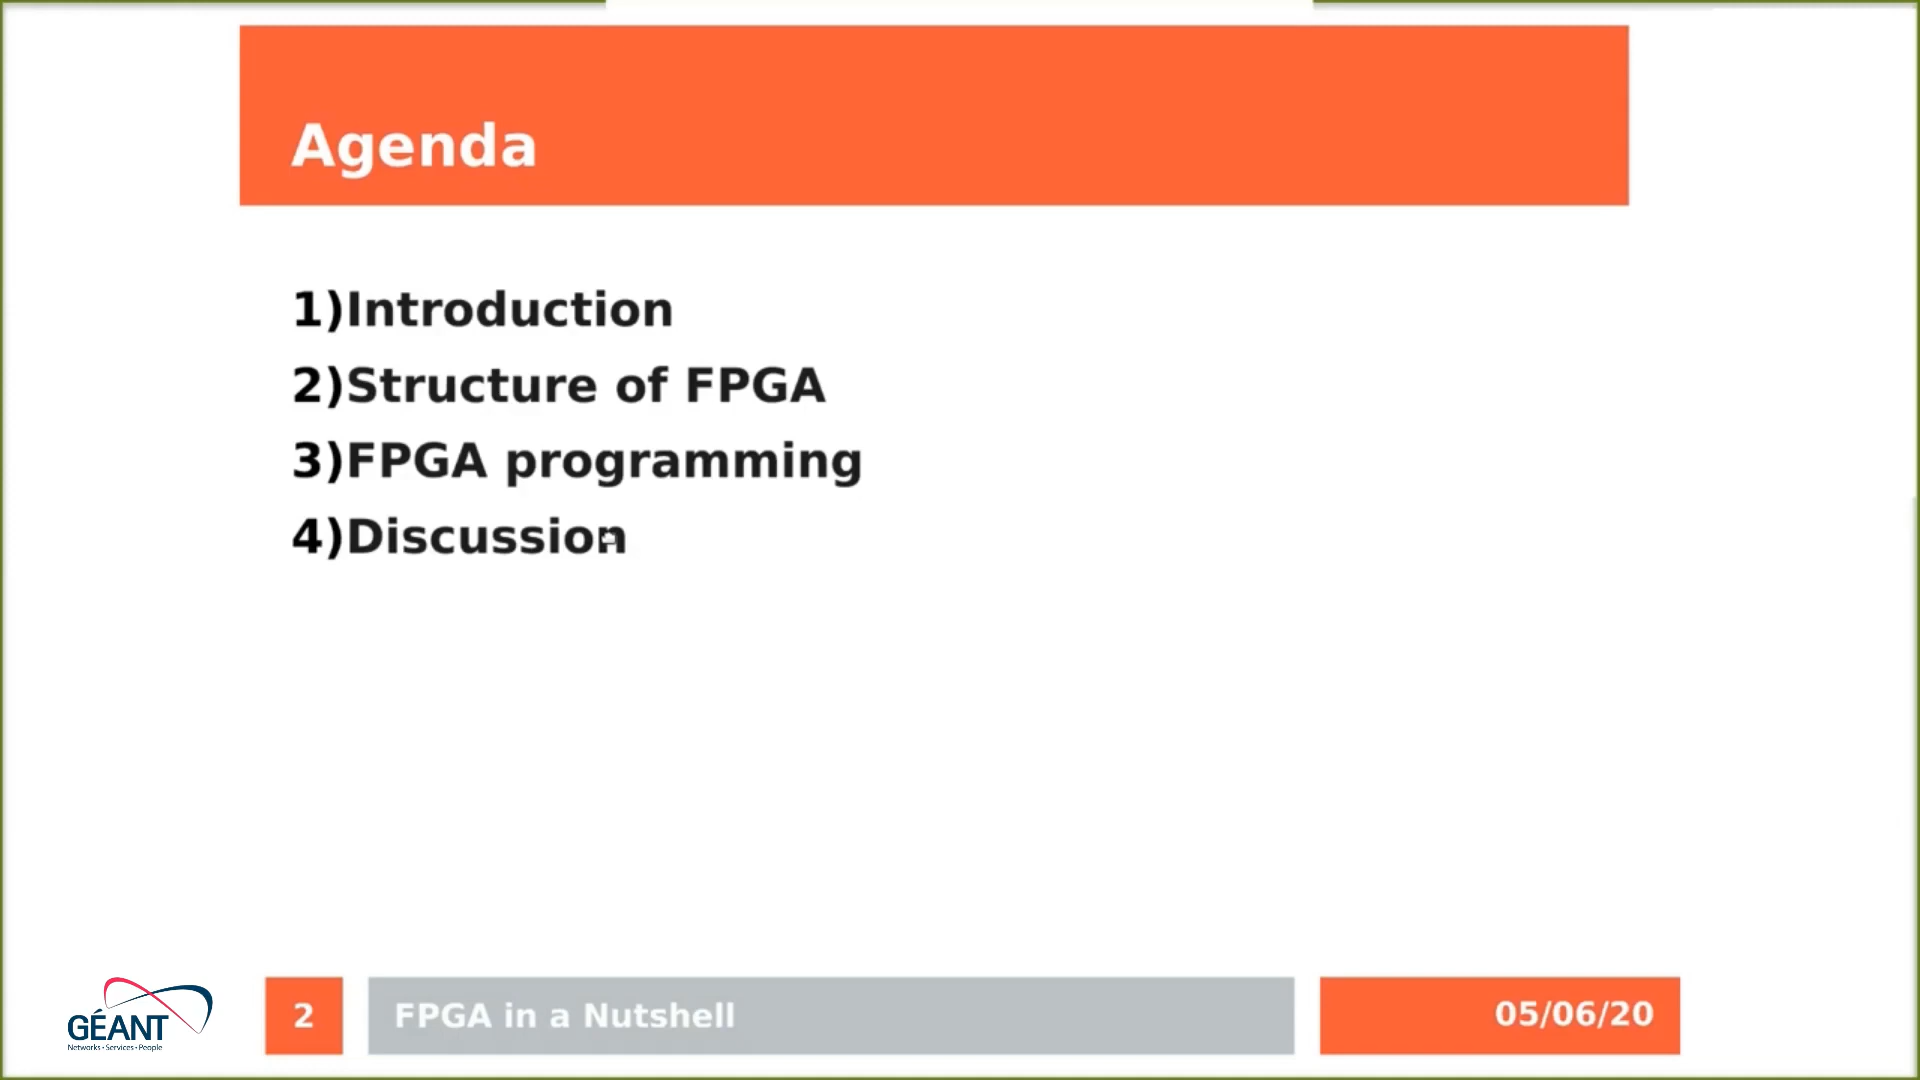 Agenda
1)Introduction
2)Structure of FPGA
3)FPGA programming
4)Discussion
GÉANT
Networks • Services • People
2
FPGA in a Nutshell
05/06/20